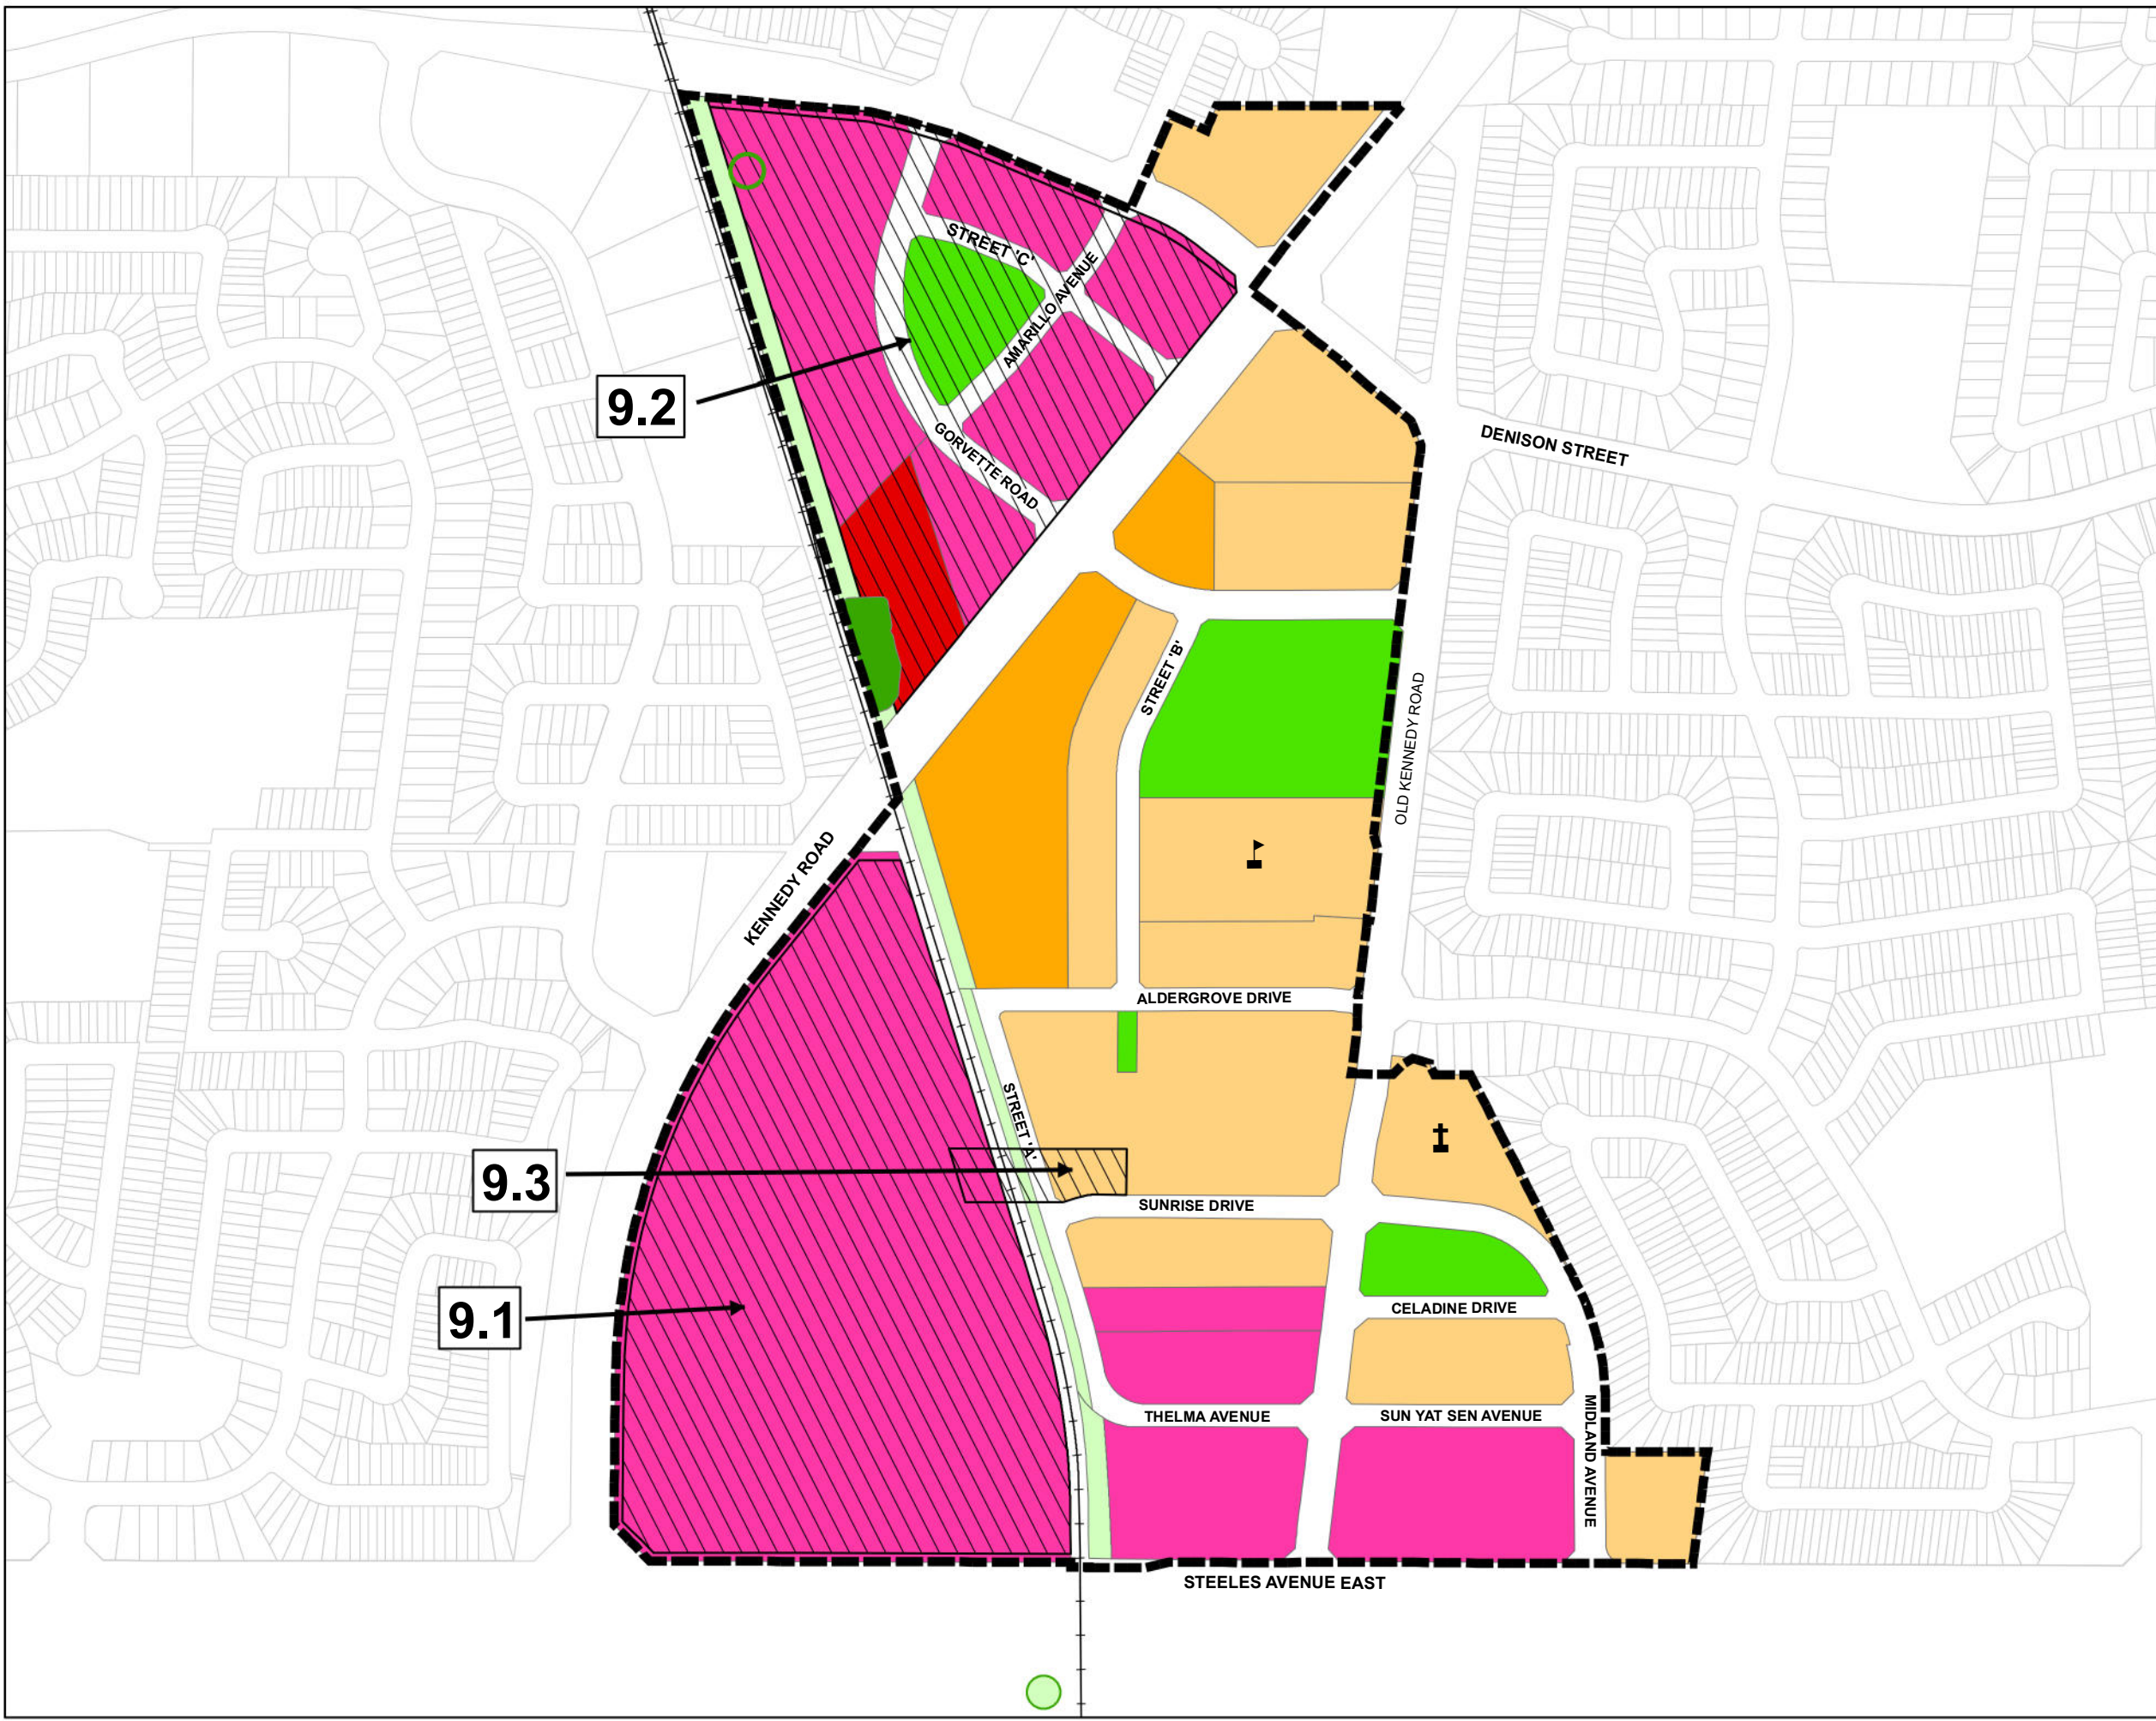 STREET 'C'
AMARILLO AVENUE
9.2
GORVETTE ROAD
DENISON STREET
STREET 'B'
OLD KENNEDY ROAD
KENNEDY ROAD
ALDERGROVE DRIVE
STREET 'A'
9.3
SUNRISE DRIVE
9.1
CELADINE DRIVE
THELMA AVENUE
SUN YAT SEN AVENUE
MIDLAND AVENUE
STEELES AVENUE EAST